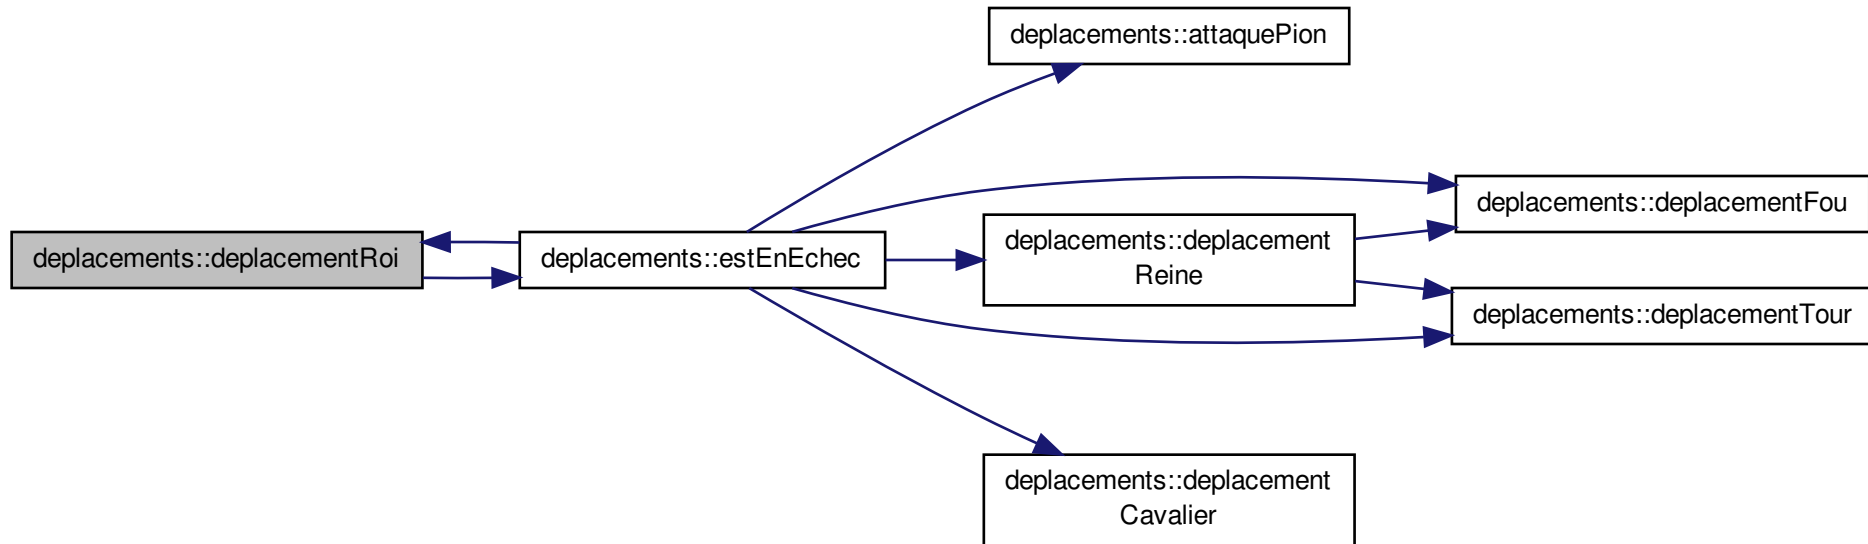 deplacements::attaquePion
deplacements::deplacementFou
deplacements::deplacement
Reine
deplacements::deplacementRoi
deplacements::estEnEchec
deplacements::deplacementTour
deplacements::deplacement
Cavalier